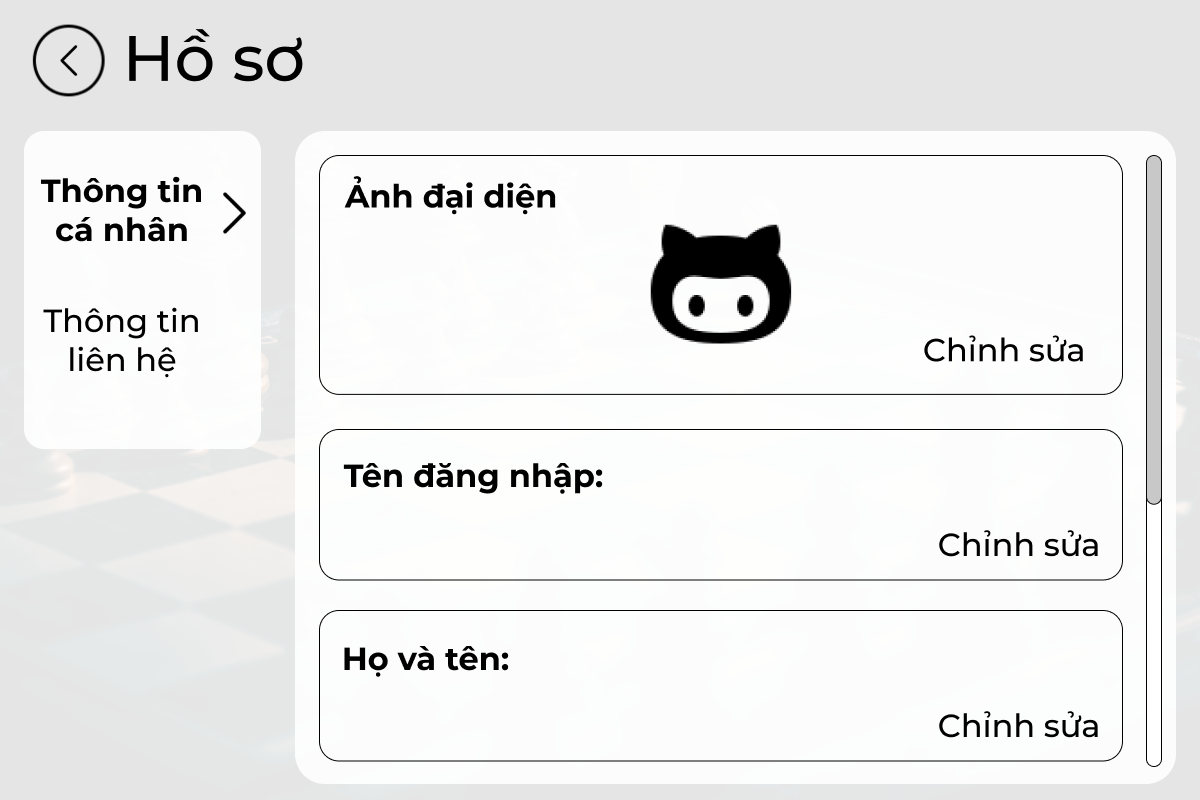 Hồ sơ
Thông tin
cá nhân
Thông tin
liên hệ
Ảnh đại diện
Chỉnh sửa
Tên đăng nhập:
Chỉnh sửa
Họ và tên:
Chỉnh sửa